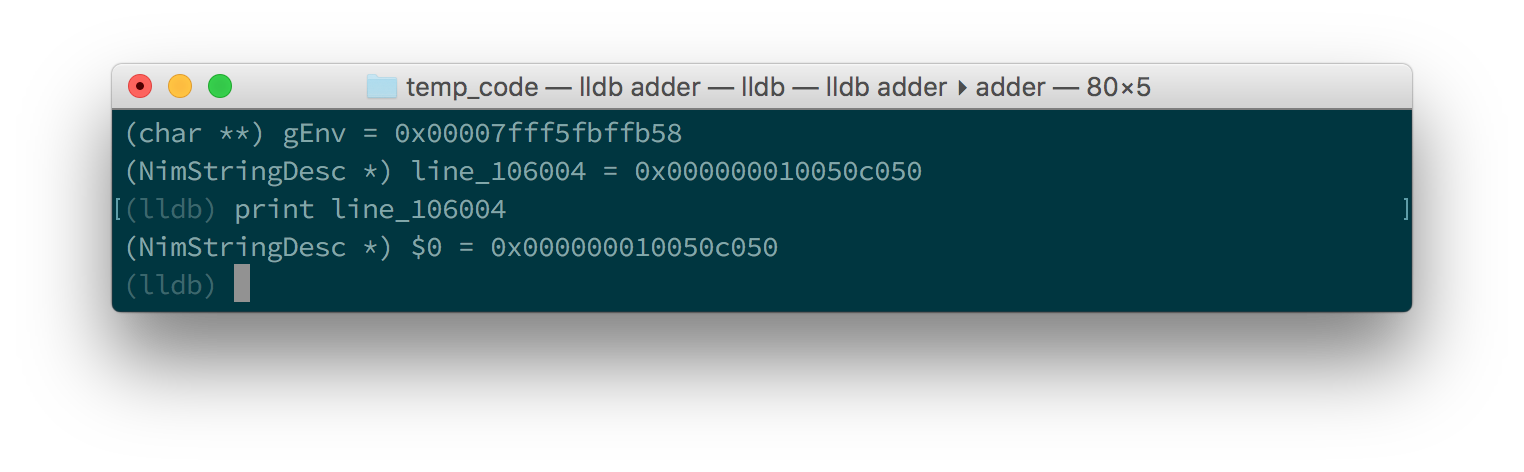 temp_code — lldb adder — lldb — lldb adder ▸ adder — 80×5
(char **) gEnv = 0x00007fff5fbffb58
(NimStringDesc *) line_106004 = 0x000000010050c050
[(lldb) print line_106004 ]
(NimStringDesc *) $0 = 0x000000010050c050
(lldb)